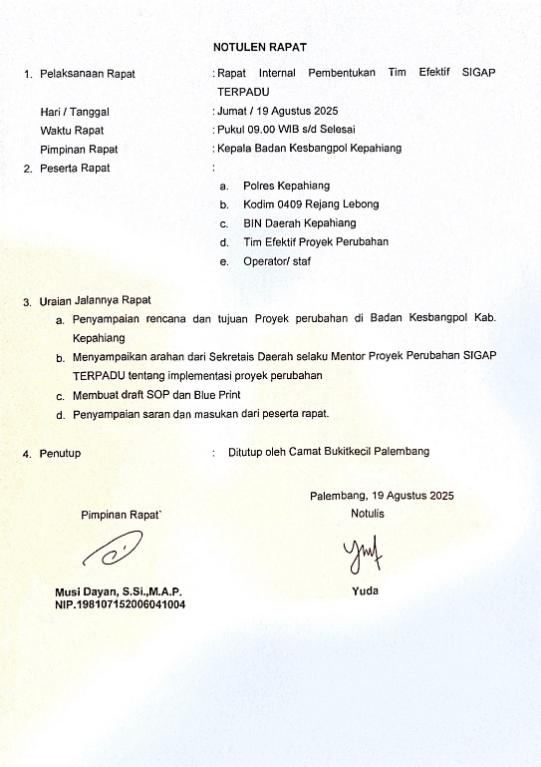 NOTULEN RAPAT
1. Pelaksanaan Rapat : Rapat Internal Pembentukan Tim Efektif SIGAP
TERPADU
Hari / Tanggal : Jumat / 19 Agustus 2025
Waktu Rapat : Pukul 09.00 WIB s/d Selesai
Pimpinan Rapat : Kepala Badan Kesbangpol Kepahiang
2. Peserta Rapat :
a. Polres Kepahiang
b. Kodim 0409 Rejang Lebong
c. BIN Daerah Kepahiang
d. Tim Efektif Proyek Perubahan
e. Operator/ staf
3. Uraian Jalannya Rapat
a. Penyampaian rencana dan tujuan Proyek perubahan di Badan Kesbangpol Kab.
Kepahiang
b. Menyampaikan arahan dari Sekretais Daerah selaku Mentor Proyek Perubahan SIGAP
TERPADU tentang implementasi proyek perubahan
c. Membuat draft SOP dan Blue Print
d. Penyampaian saran dan masukan dari peserta rapat.
4. Penutup : Ditutup oleh Camat Bukitkecil Palembang
Palembang, 19 Agustus 2025
Pimpinan Rapat Notulis
Musi Dayan, S.Si.,M.A.P. Yuda
NIP.198107152006041004